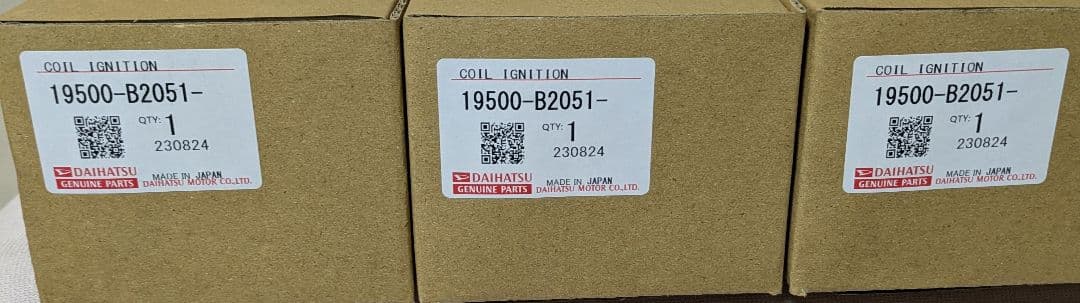 COIL IGNITION
19500-B2051-
QTY: 1
230824
DAIHATSU
GENUINE PARTS
MADE IN JAPAN
DAIHATSU MOTOR CO.,LTD.
COIL IGNITION
19500-B2051-
QTY: 1
230824
DAIHATSU
GENUINE PARTS
MADE IN JAPAN
DAIHATSU MOTOR CO.,LTD.
COIL IGNITION
19500-B2051-
QTY: 1
230824
DAIHATSU
GENUINE PARTS
MADE IN JAPAN
DAIHATSU MOTOR CO.,LTD.